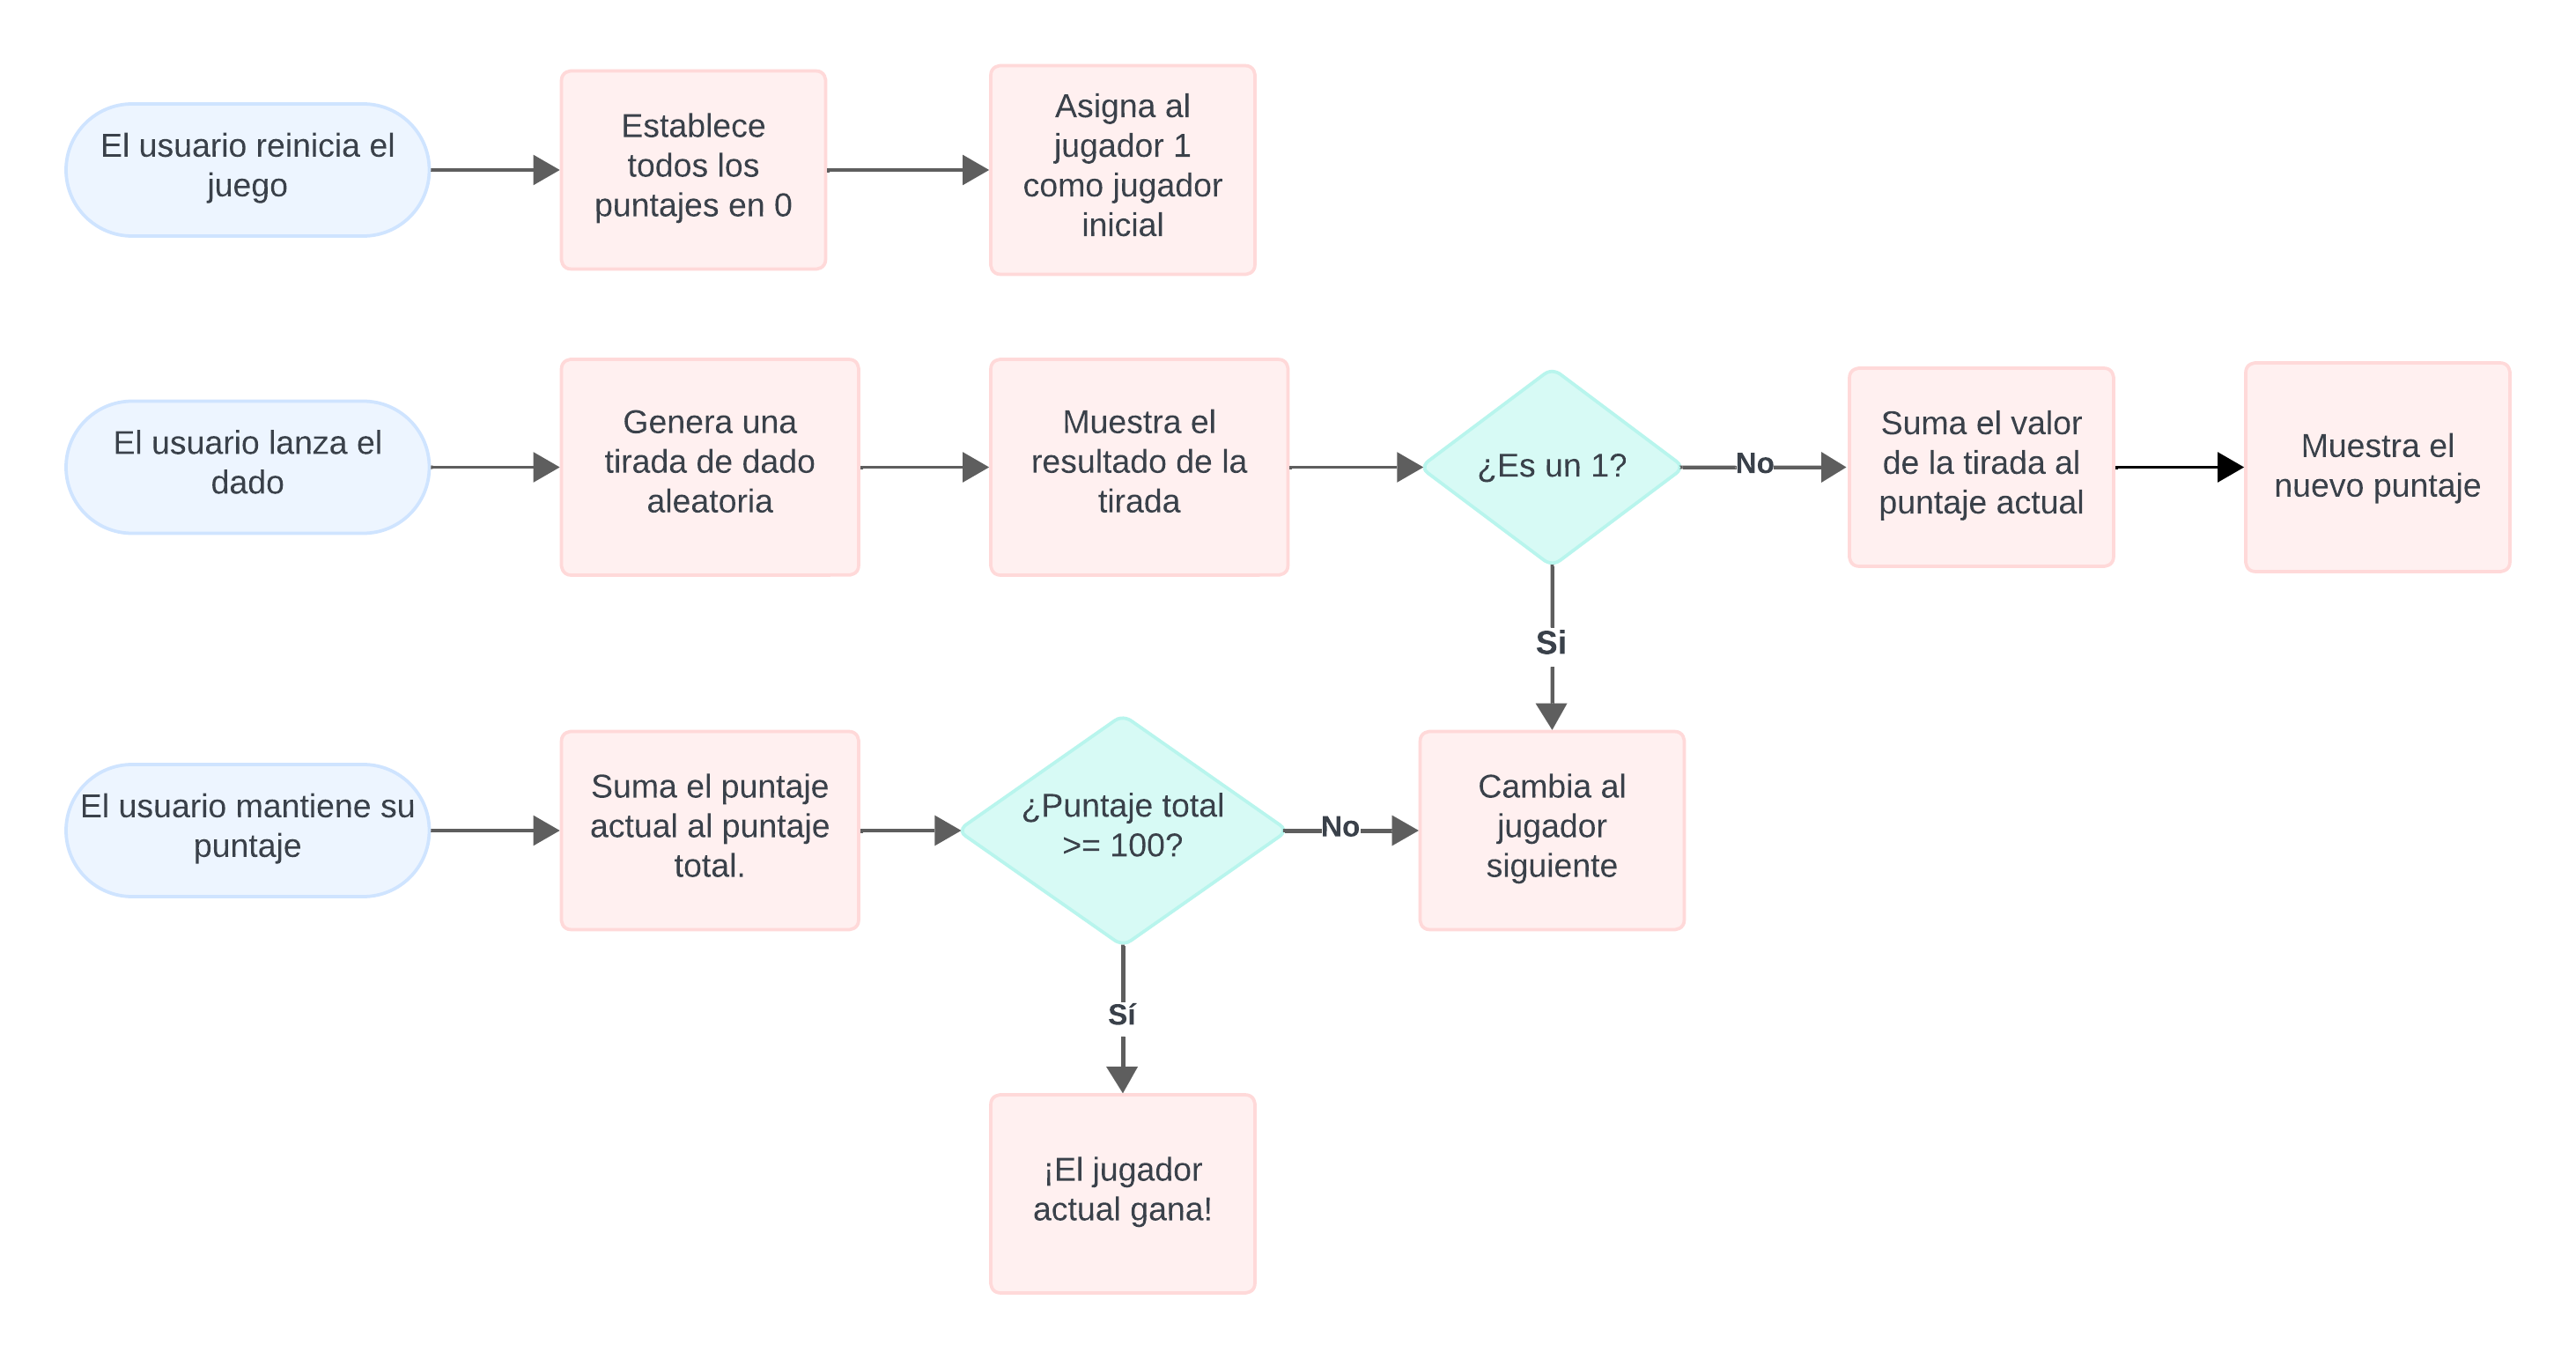 El usuario reinicia el
juego
Establece
todos los
puntajes en 0
Asigna al
jugador 1
como jugador
inicial
El usuario lanza el
dado
Genera una
tirada de dado
aleatoria
Muestra el
resultado de la
tirada
¿Es un 1?
No
Suma el valor
de la tirada al
puntaje actual
Muestra el
nuevo puntaje
Si
El usuario mantiene su
puntaje
Suma el puntaje
actual al puntaje
total.
¿Puntaje total
>= 100?
No
Cambia al
jugador
siguiente
Sí
¡El jugador
actual gana!